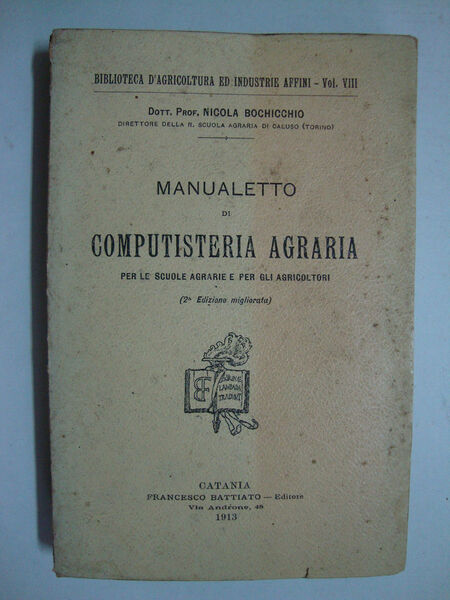 BIBLIOTECA D'AGRICOLTURA ED INDUSTRIE AFFINI - Vol. VIII
DOTT. PROF. NICOLA BOCHICCHIO
DIRETTORE DELLA R. SCUOLA AGRARIA DI CALUSO (TORINO)
MANUALETTO
DI
COMPUTISTERIA AGRARIA
PER LE SCUOLE AGRARIE E PER GLI AGRICOLTORI
(2ª Edizione migliorata)
CATANIA
FRANCESCO BATTIATO — Editore
Via Androne, 48
1913